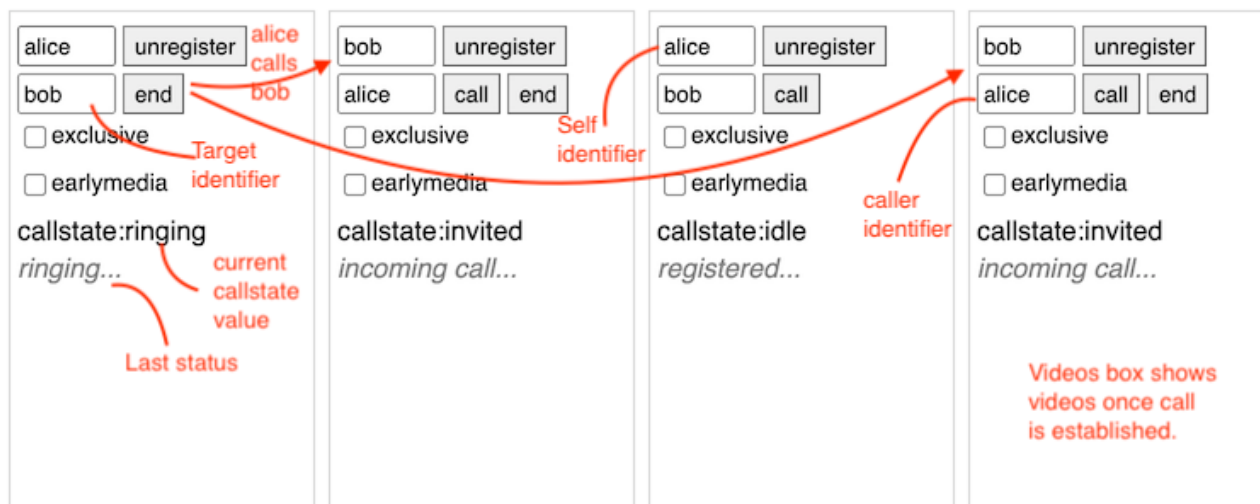 alice unregister
bob end
exclusive
earlymedia
callstate:ringing
ringing...
alice
calls
bob
Target
identifier
current
callstate
value
Last status
bob unregister
alice call end
exclusive
earlymedia
callstate:invited
incoming call...
alice unregister
bob call
exclusive
earlymedia
callstate:idle
registered...
Self
identifier
bob unregister
alice call end
exclusive
earlymedia
callstate:invited
incoming call...
caller
identifier
Videos box shows
videos once call
is established.